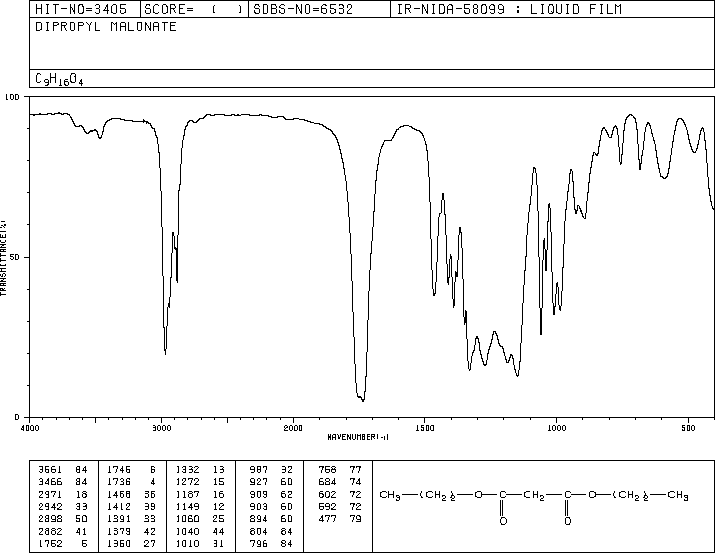 HIT-NO=3405 SCORE= ( ) SDBS-NO=6532 IR-NIDA-58099 : LIQUID FILM
DIPROPYL MALONATE
C9H16O4
100
50
0
TRANSMITTANCE(%)
4000 3000 2000 1500 1000 500
WAVENUMBER(-1)
3561 84 1746 6 1332 13 987 32 758 77
3466 84 1736 4 1272 15 927 60 684 74
2971 18 1468 36 1187 16 909 62 602 72
2942 33 1412 39 1149 12 903 60 592 72
2898 50 1391 33 1060 25 894 60 477 79
2882 41 1379 42 1040 44 804 84
1752 5 1350 27 1010 31 796 84
CH3—(CH2)2—O—C—CH2—C—O—(CH2)2—CH3
O O